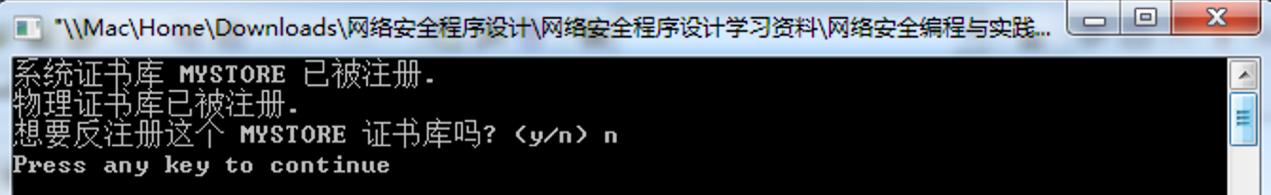 "\\Mac\Home\Downloads\网络安全程序设计\网络安全程序设计学习资料\网络安全编程与实践...
系统证书库 MYSTORE 已被注册.
物理证书库已被注册.
想要反注册这个 MYSTORE 证书库吗? (y/n) n
Press any key to continue